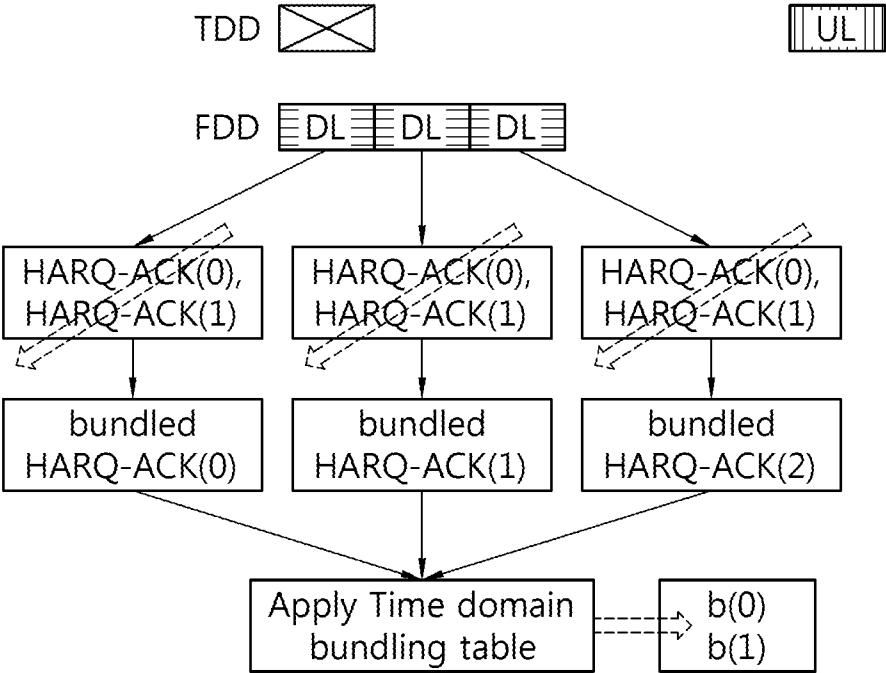 TDD UL
FDD DL DL DL
HARQ-ACK(0),
HARQ-ACK(1)
HARQ-ACK(0),
HARQ-ACK(1)
HARQ-ACK(0),
HARQ-ACK(1)
bundled
HARQ-ACK(0)
bundled
HARQ-ACK(1)
bundled
HARQ-ACK(2)
Apply Time domain
bundling table
b(0)
b(1)